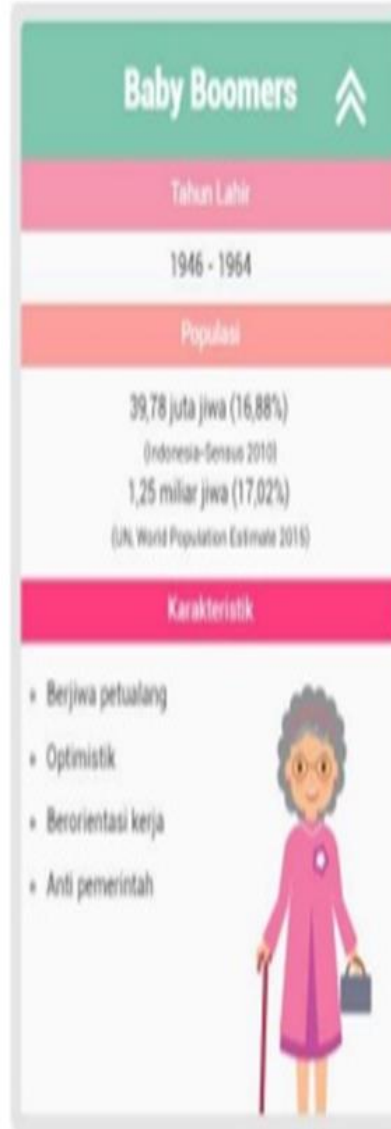 Baby Boomers
Tahun Lahir
1946 - 1964
Populasi
39,78 juta jiwa (16,88%)
(Indonesia-Sensus 2010)
1,25 miliar jiwa (17,02%)
(UN, World Population Estimate 2015)
Karakteristik
• Berjiwa petualang
• Optimistik
• Berorientasi kerja
• Anti pemerintah